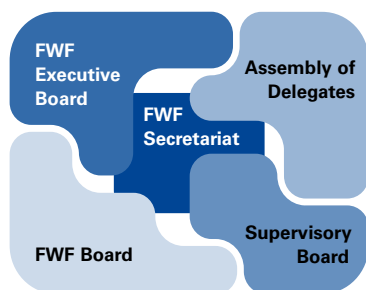 FWF
Executive
Board
Assembly of
Delegates
FWF
Secretariat
FWF Board
Supervisory
Board